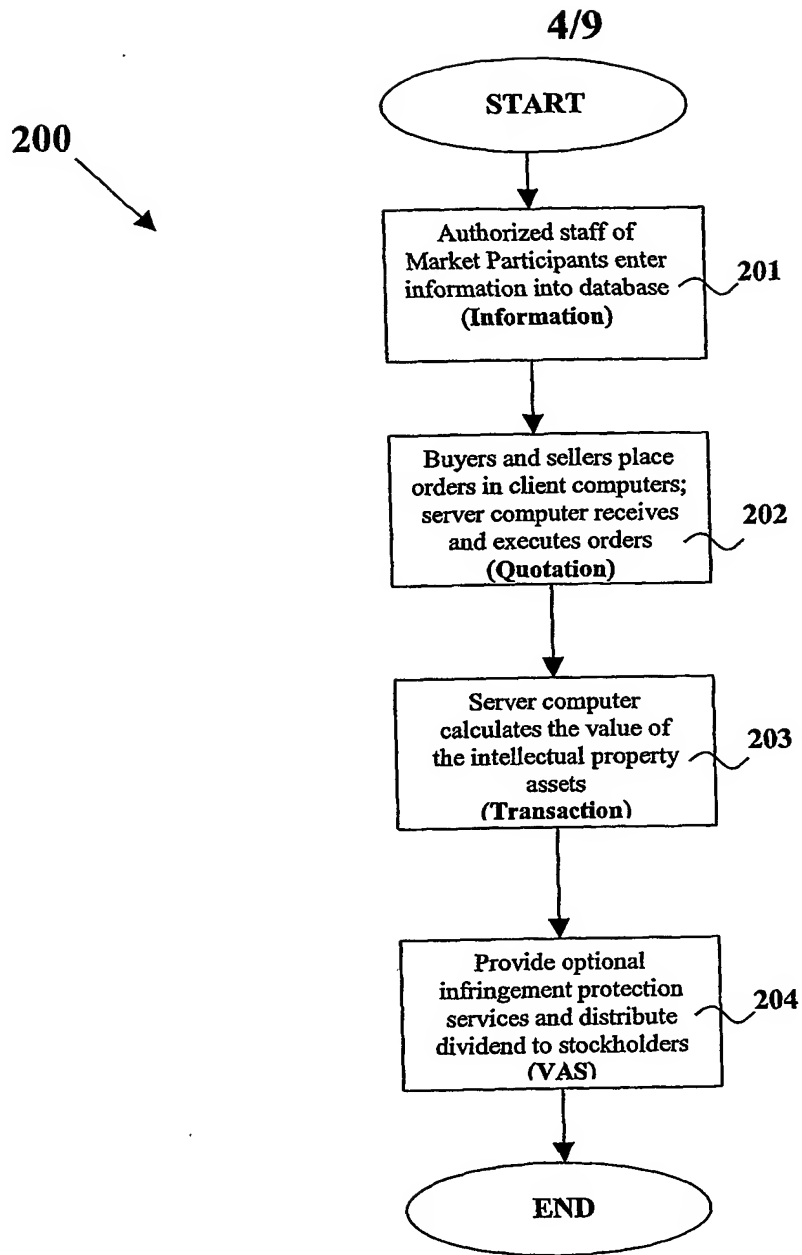 4/9
START
200
Authorized staff of
Market Participants enter
information into database
(Information)
201
Buyers and sellers place
orders in client computers;
server computer receives
and executes orders
(Quotation)
202
Server computer
calculates the value of
the intellectual property
assets
(Transaction)
203
Provide optional
infringement protection
services and distribute
dividend to stockholders
(VAS)
204
END